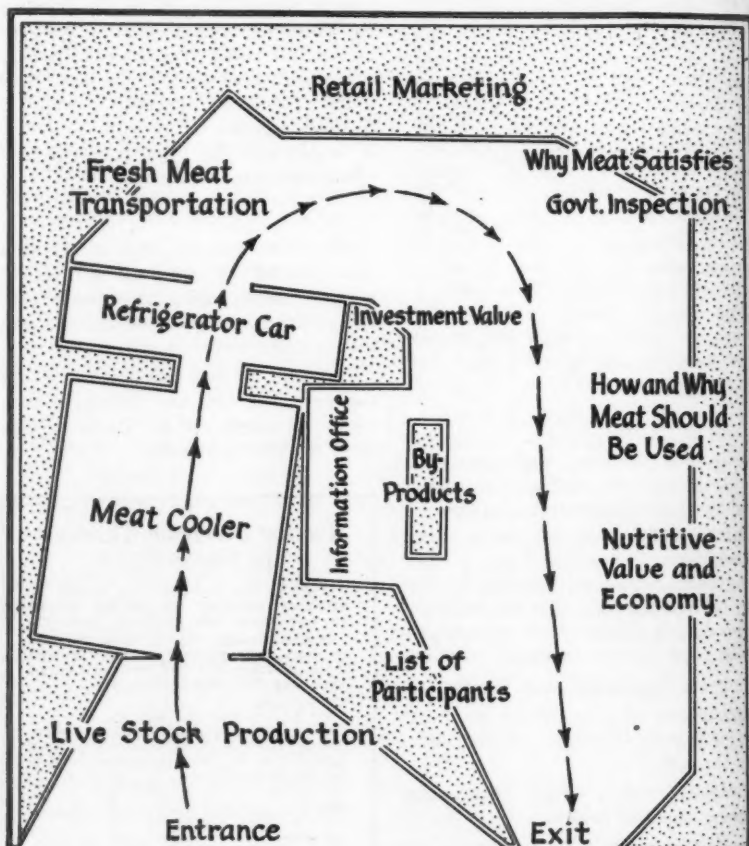 Retail Marketing
Why Meat Satisfies
Fresh Meat
Transportation
Govt. Inspection
Refrigerator Car
Investment Value
How and Why
Meat Should
Be Used
Information Office
By-
Products
Meat Cooler
Nutritive
Value and
Economy
List of
Participants
Live Stock Production
Entrance
Exit